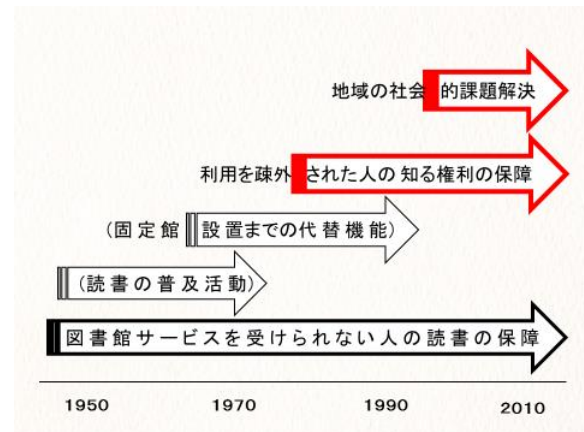 地域の社会的課題解決
利用を疎外された人の知る権利の保障
(固定館設置までの代替機能)
(読書の普及活動)
図書館サービスを受けられない人の読書の保障
1950 1970 1990 2010